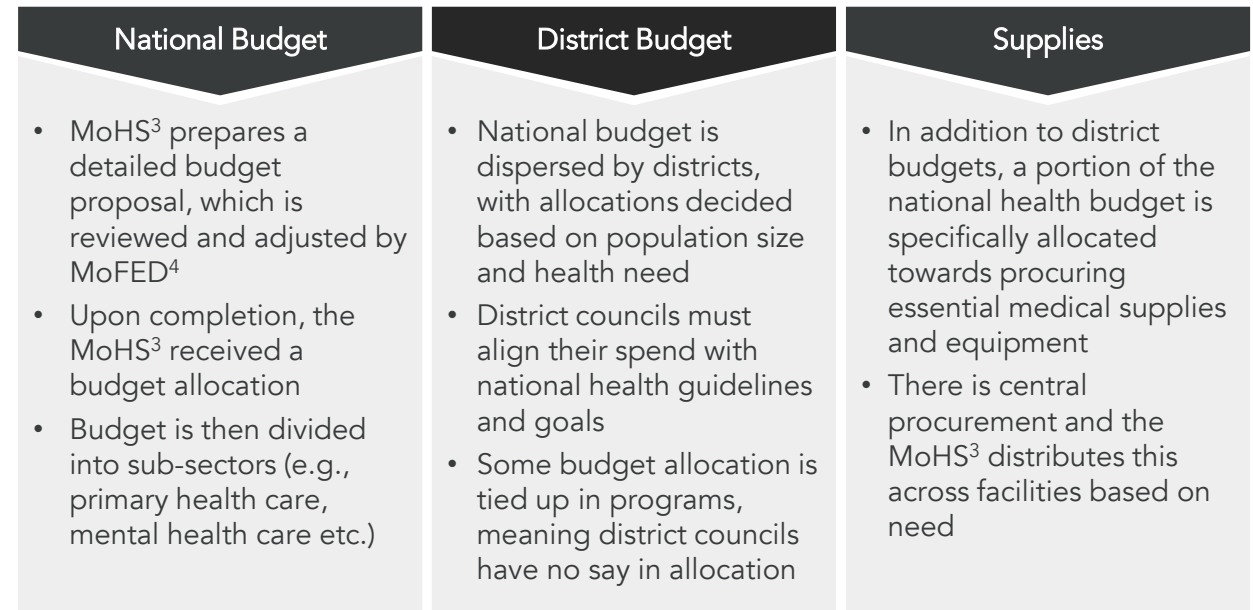 National Budget
• MoHS³ prepares a
detailed budget
proposal, which is
reviewed and adjusted by
MoFED⁴
• Upon completion, the
MoHS³ received a
budget allocation
• Budget is then divided
into sub-sectors (e.g.,
primary health care,
mental health care etc.)
District Budget
• National budget is
dispersed by districts,
with allocations decided
based on population size
and health need
• District councils must
align their spend with
national health guidelines
and goals
• Some budget allocation is
tied up in programs,
meaning district councils
have no say in allocation
Supplies
• In addition to district
budgets, a portion of the
national health budget is
specifically allocated
towards procuring
essential medical supplies
and equipment
• There is central
procurement and the
MoHS³ distributes this
across facilities based on
need